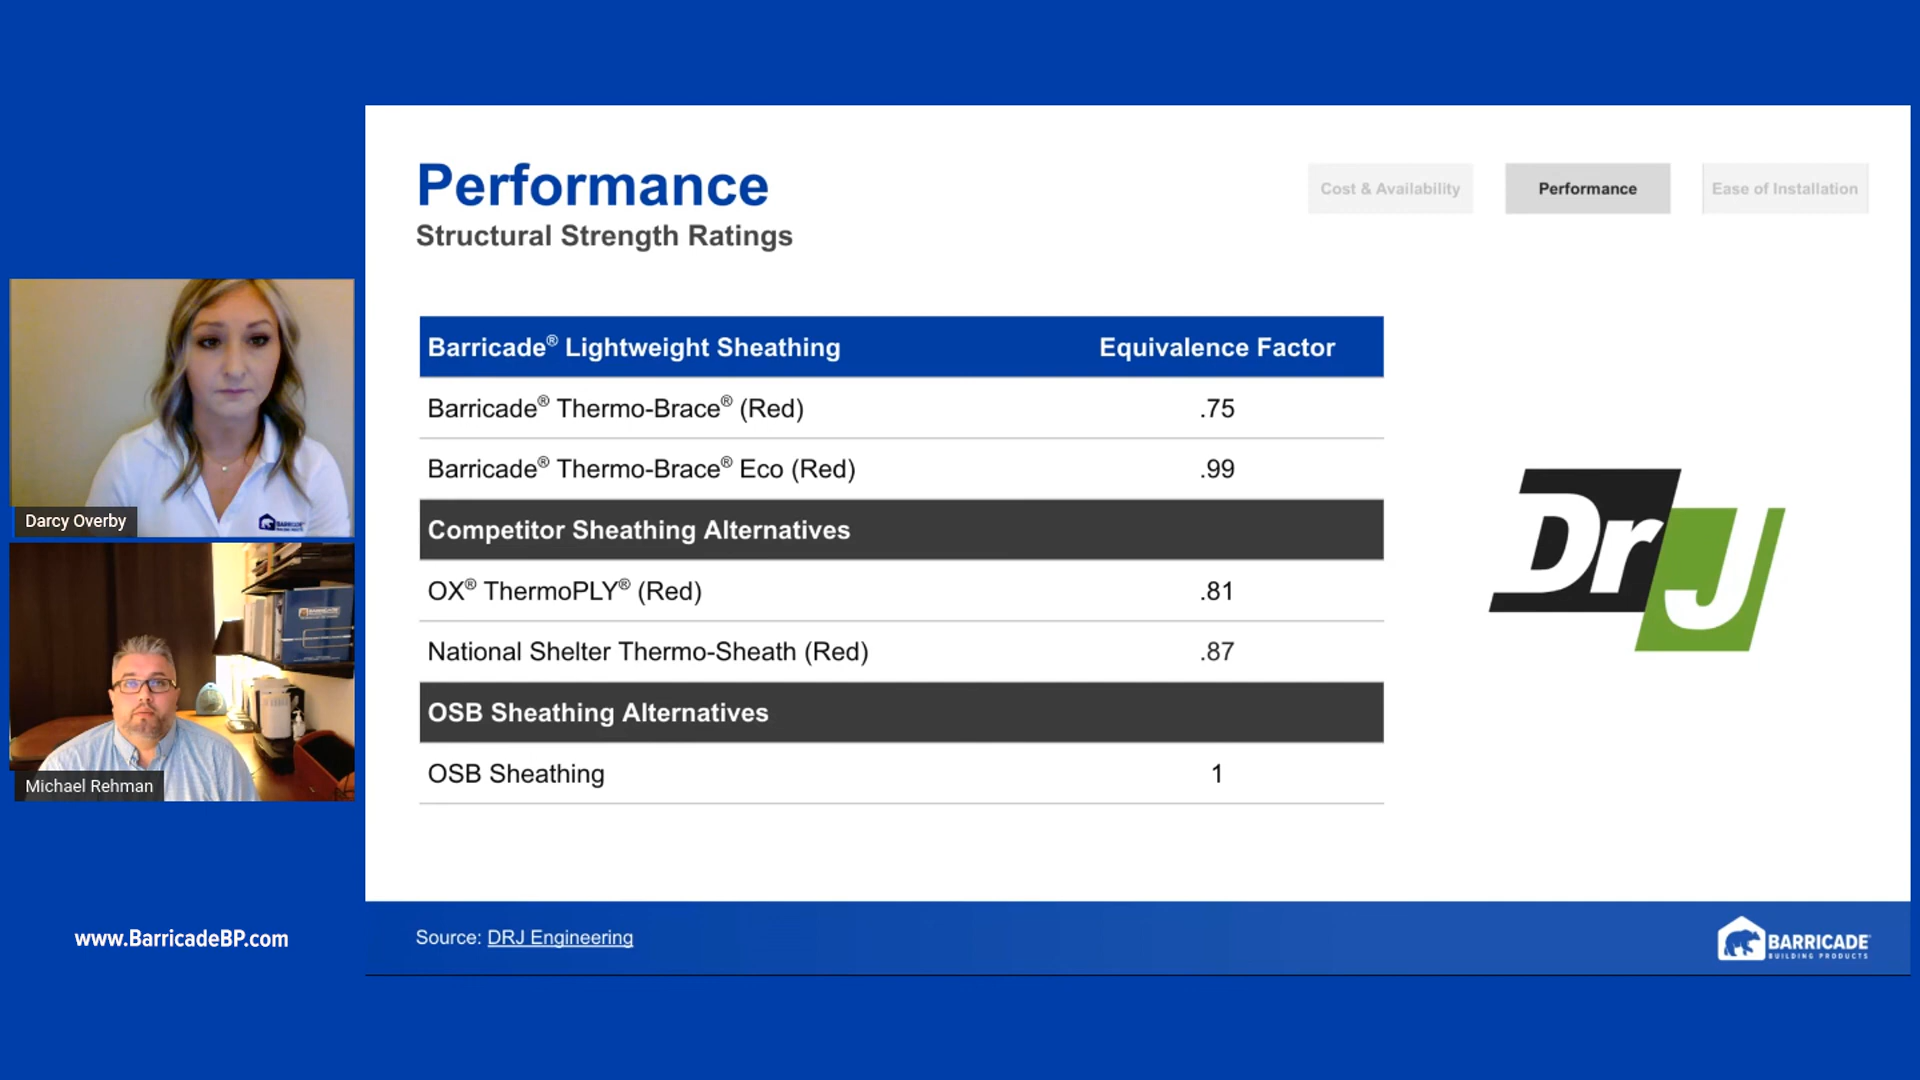 Performance
Structural Strength Ratings
Cost & Availability
Performance
Ease of Installation
Barricade® Lightweight Sheathing Equivalence Factor
Barricade® Thermo-Brace® (Red) .75
Barricade® Thermo-Brace® Eco (Red) .99
Competitor Sheathing Alternatives
OX® ThermoPLY® (Red) .81
National Shelter Thermo-Sheath (Red) .87
OSB Sheathing Alternatives
OSB Sheathing 1
DrJ
Darcy Overby
BARRICADE
Michael Rehman
www.BarricadeBP.com
Source: DRJ Engineering
BARRICADE
BUILDING PRODUCTS